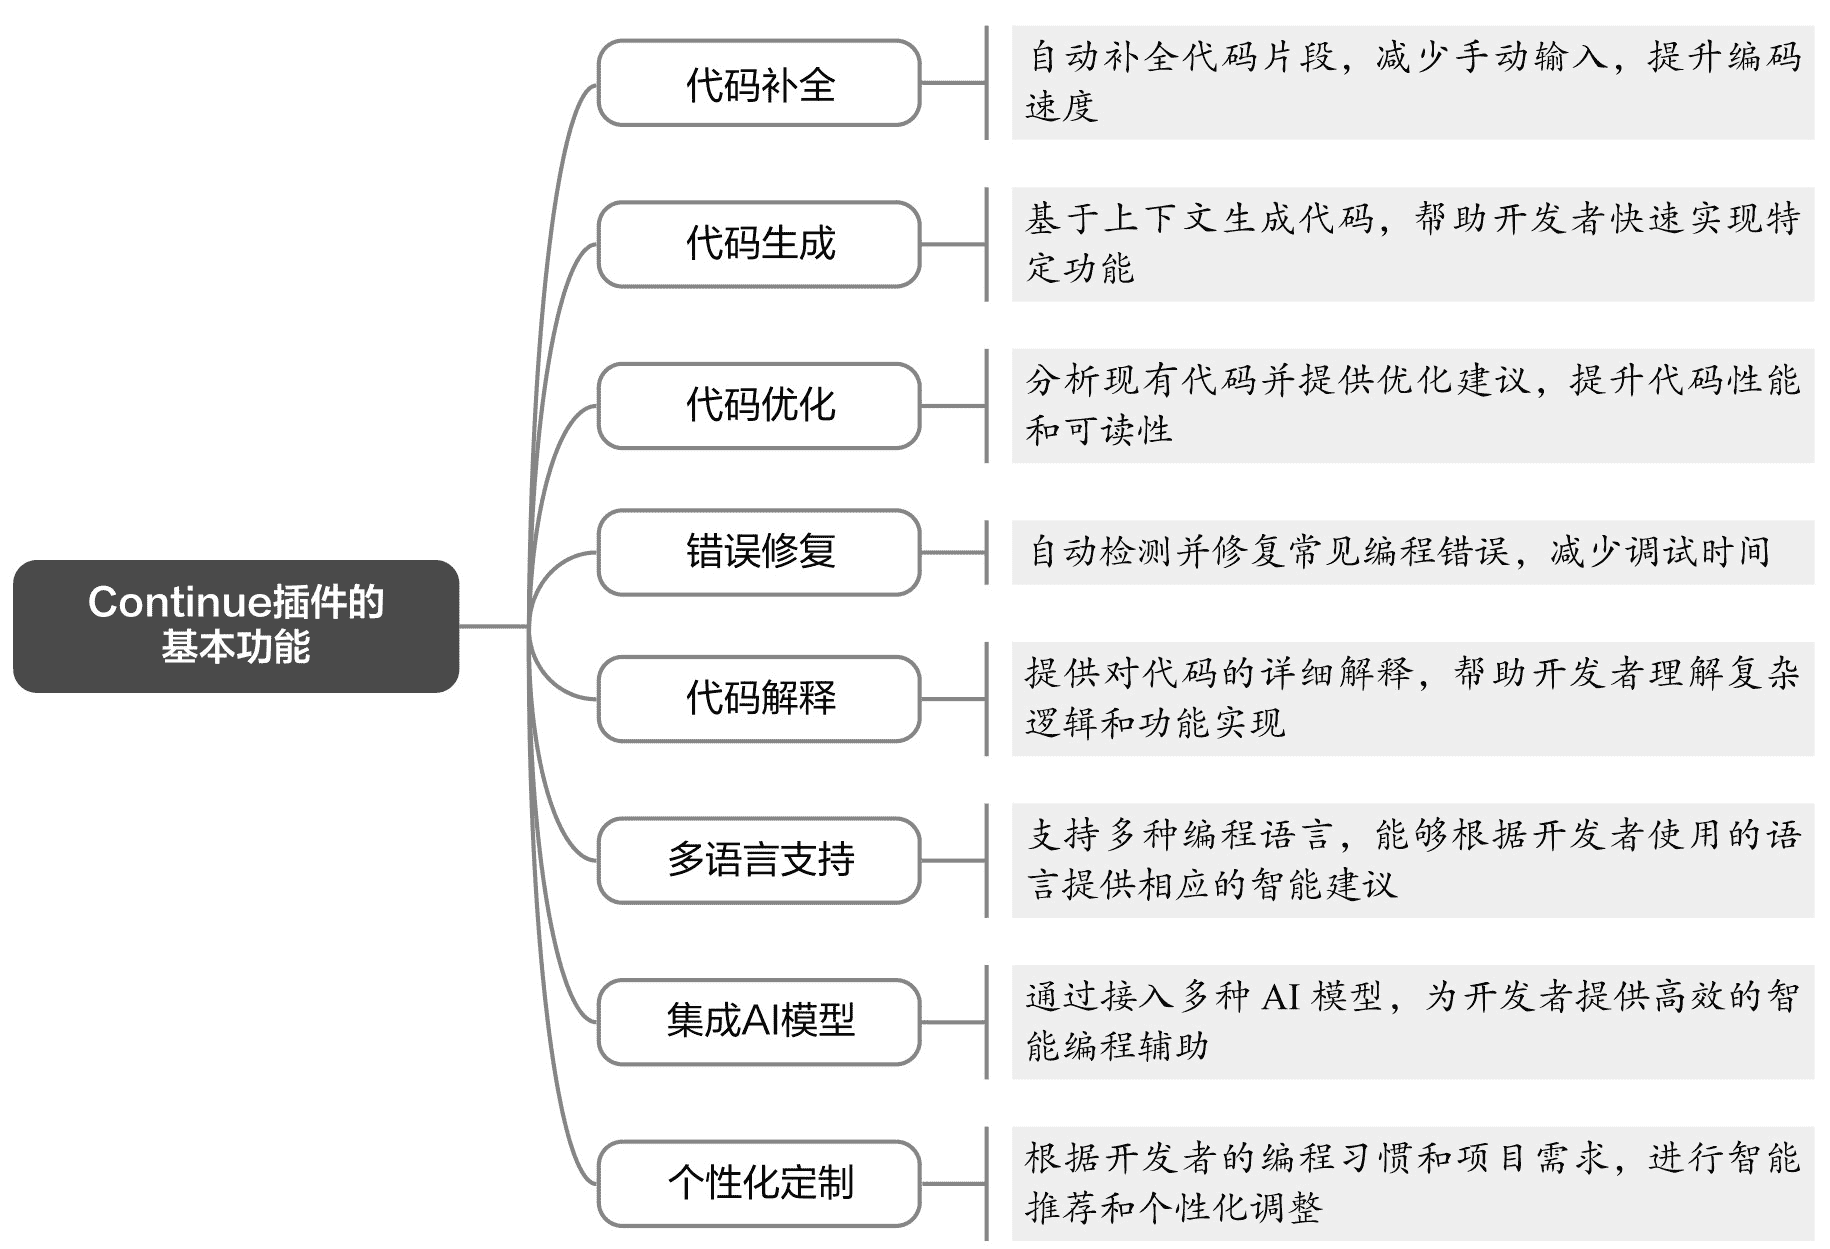 Continue插件的
基本功能
代码补全
自动补全代码片段，减少手动输入，提升编码
速度
代码生成
基于上下文生成代码，帮助开发者快速实现特
定功能
代码优化
分析现有代码并提供优化建议，提升代码性能
和可读性
错误修复
自动检测并修复常见编程错误，减少调试时间
代码解释
提供对代码的详细解释，帮助开发者理解复杂
逻辑和功能实现
多语言支持
支持多种编程语言，能够根据开发者使用的语
言提供相应的智能建议
集成AI模型
通过接入多种 AI 模型，为开发者提供高效的智
能编程辅助
个性化定制
根据开发者的编程习惯和项目需求，进行智能
推荐和个性化调整